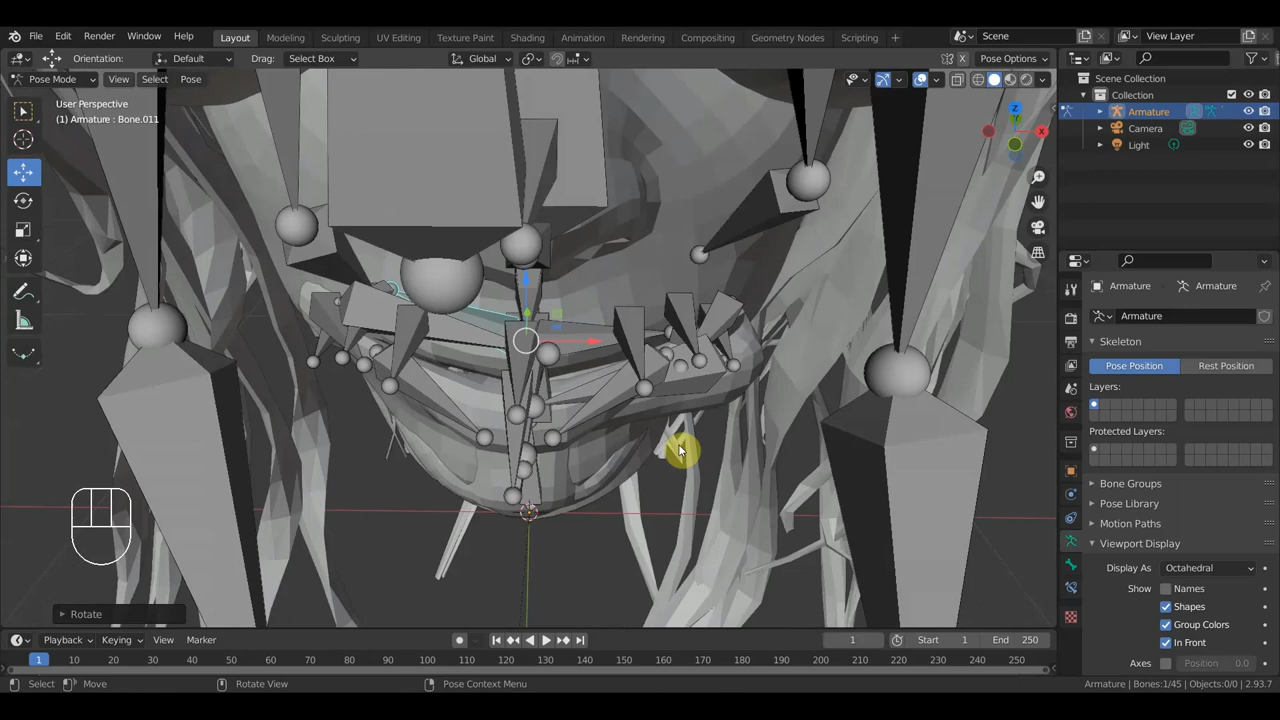 File Edit Render Window Help Layout Modeling Sculpting UV Editing Texture Paint Shading Animation Rendering Compositing Geometry Nodes Scripting + Scene View Layer
Orientation: Default Drag: Select Box Global Pose Options
Pose Mode View Select Pose
User Perspective
(1) Armature : Bone.011
Z
Y
X
Scene Collection
Collection
Armature
Camera
Light
Armature Armature
Armature
Skeleton
Pose Position Rest Position
Layers:
Protected Layers:
Bone Groups
Pose Library
Motion Paths
Viewport Display
Display As Octahedral
Show Names
Shapes
Group Colors
In Front
Axes Position 0.0
Rotate
Playback Keying View Marker 1 Start 1 End 250
1 10 20 30 40 50 60 70 80 90 100 110 120 130 140 150 160 170 180 190 200 210 220 230 240 250
Select Move Rotate View Pose Context Menu Armature | Bones:1/45 | Objects:0/0 | 2.93.7